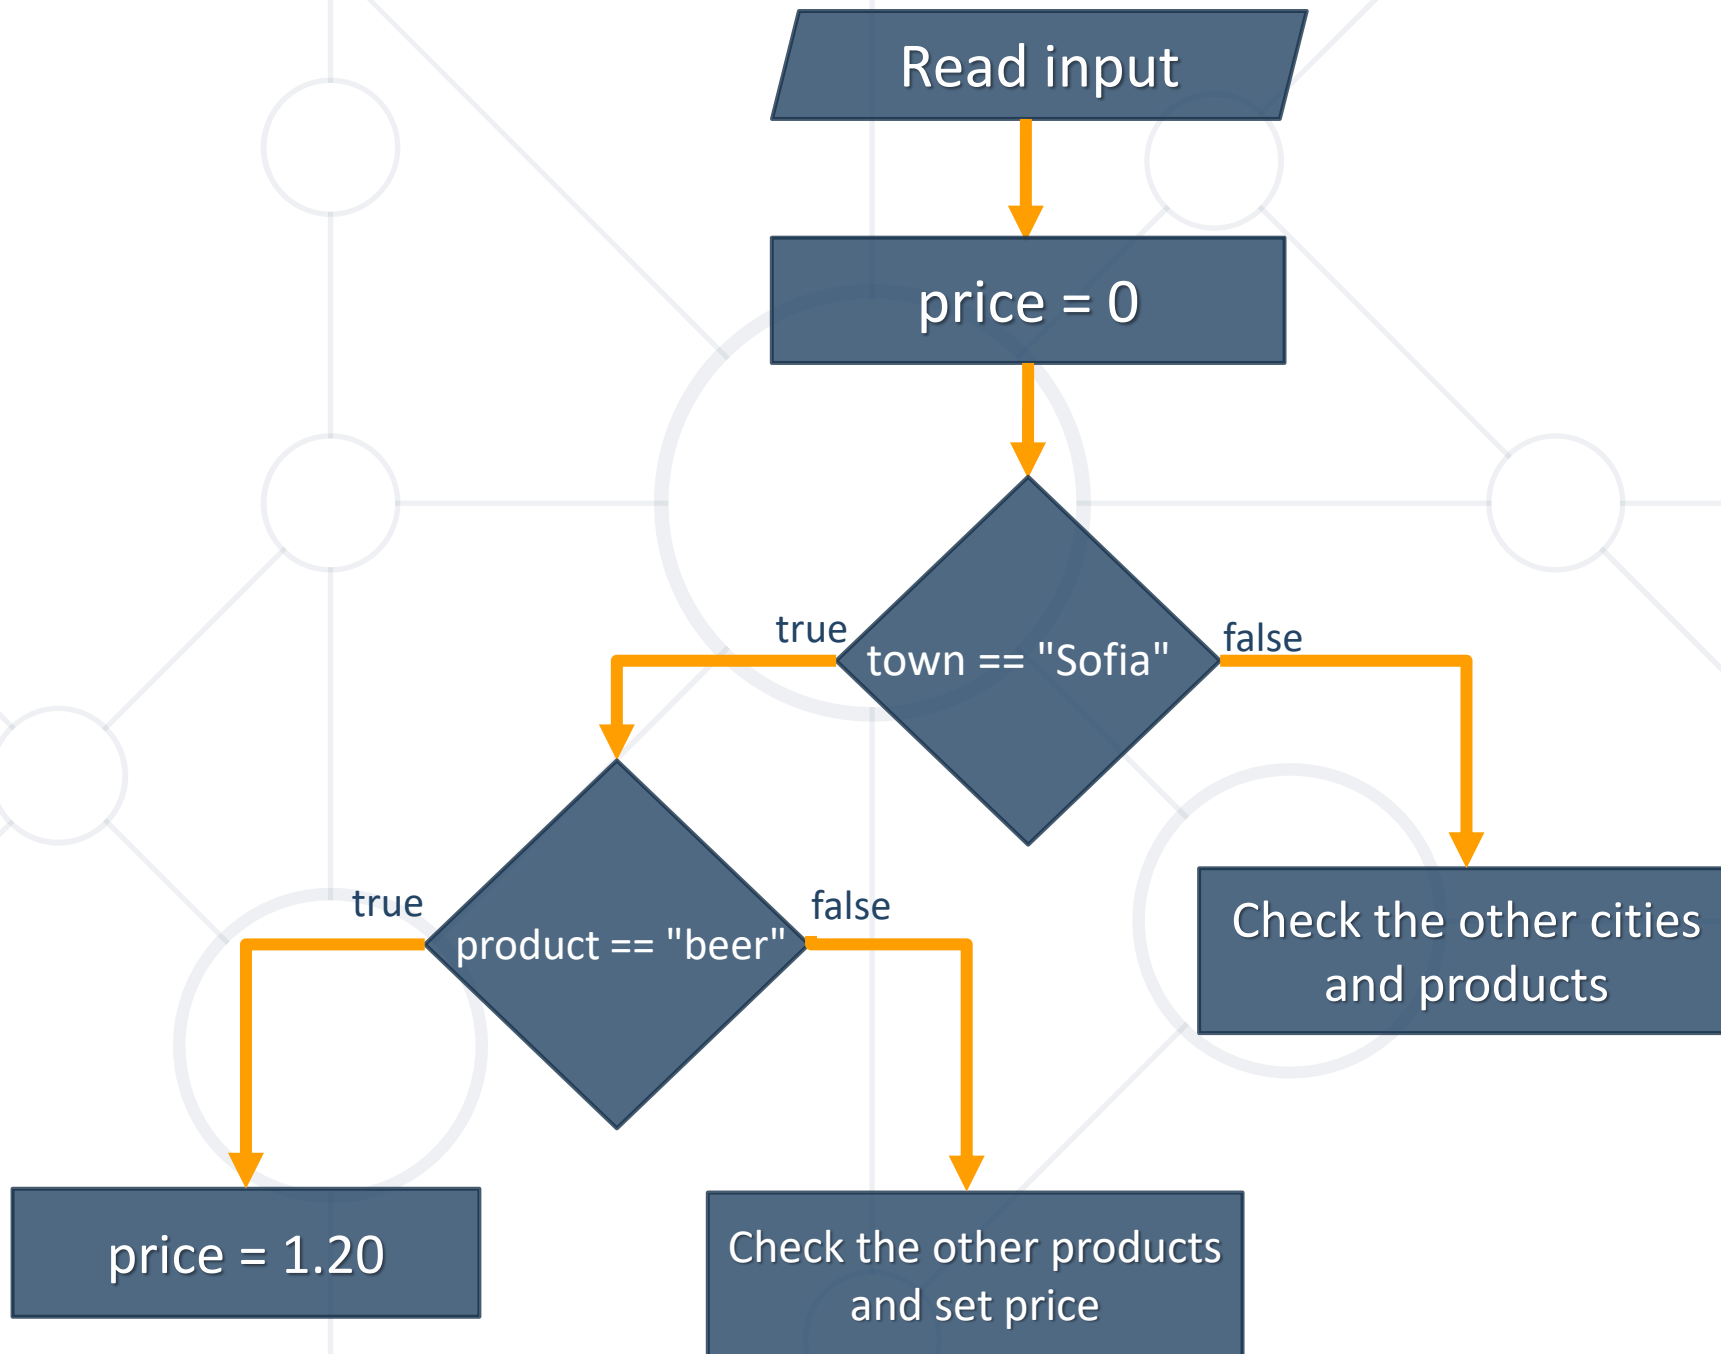 Read input
price = 0
true
town == "Sofia"
false
true
product == "beer"
false
Check the other cities
and products
price = 1.20
Check the other products
and set price